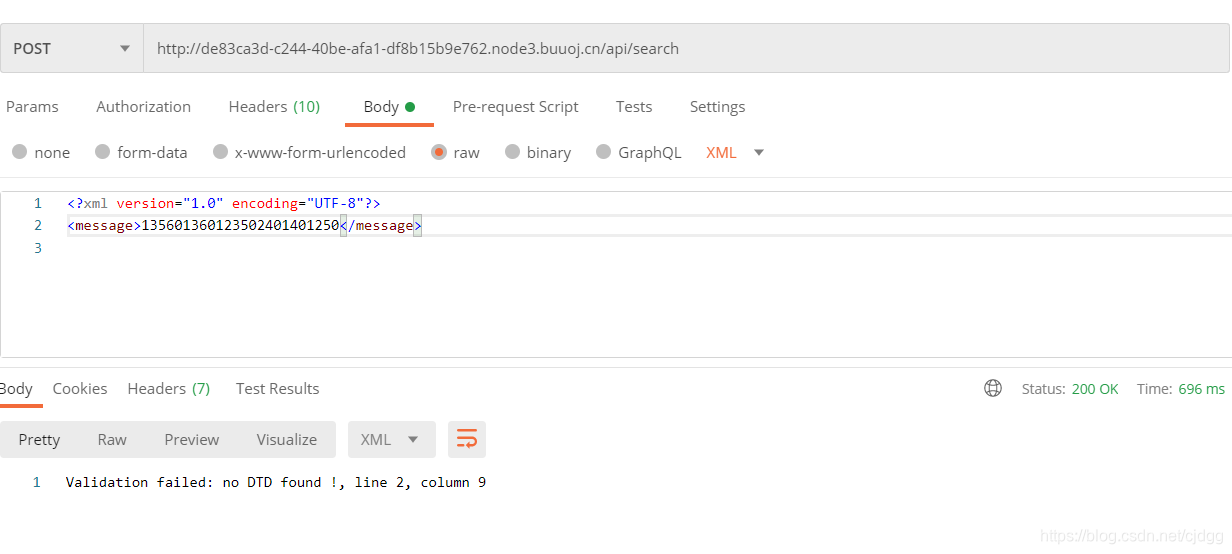 POST http://de83ca3d-c244-40be-afa1-df8b15b9e762.node3.buuoj.cn/api/search
Params Authorization Headers (10) Body Pre-request Script Tests Settings
none form-data x-www-form-urlencoded raw binary GraphQL XML
1 <?xml version="1.0" encoding="UTF-8"?>
2 <message>135601360123502401401250</message>
3
Body Cookies Headers (7) Test Results Status: 200 OK Time: 696 ms
Pretty Raw Preview Visualize XML
1 Validation failed: no DTD found !, line 2, column 9
https://blog.csdn.net/cjdgg